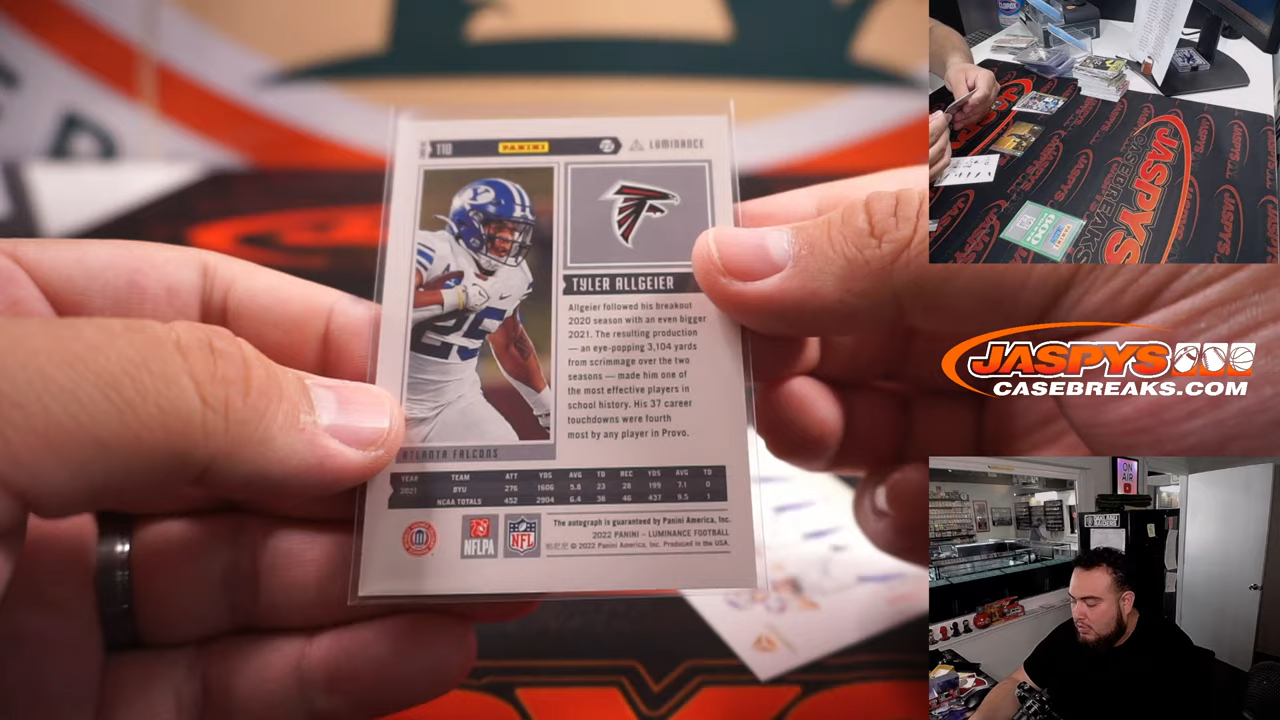 110
PANINI
LUMINANCE
TYLER ALLGEIER
Allgeier followed his breakout
2020 season with an even bigger
2021. The resulting production
— an eye-popping 3,104 yards
from scrimmage over the two
seasons — made him one of
the most effective players in
school history. His 37 career
touchdowns were fourth
most by any player in Provo.
25
ATLANTA FALCONS
YEAR TEAM ATT YDS AVG TD REC YDS AVG TD
2021 BYU 276 1606 5.8 23 28 199 7.1 0
NCAA TOTALS 452 2904 6.4 36 46 437 9.5 1
The autograph is guaranteed by Panini America, Inc.
2022 PANINI – LUMINANCE FOOTBALL
© 2022 Panini America, Inc. Produced in the USA.
NFLPA
NFL
JASPYS
CASEBREAKS
JASPYS
CASEBREAKS.COM
ON
AIR